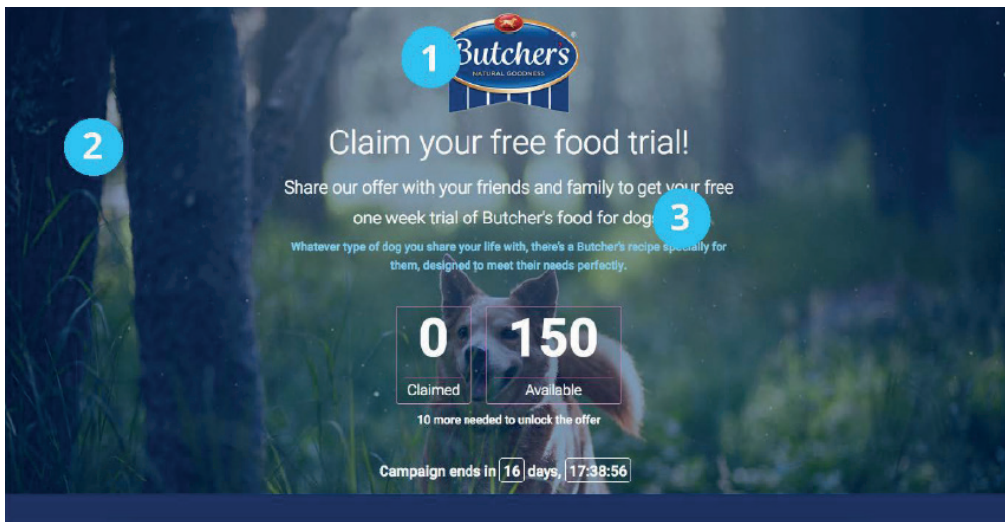 1
Butchers
NATURAL GOODNESS
2
Claim your free food trial!
Share our offer with your friends and family to get your free
one week trial of Butcher's food for dogs
3
Whatever type of dog you share your life with, there's a Butcher's recipe specially for
them, designed to meet their needs perfectly.
0 150
Claimed Available
10 more needed to unlock the offer
Campaign ends in 16 days, 17:38:56